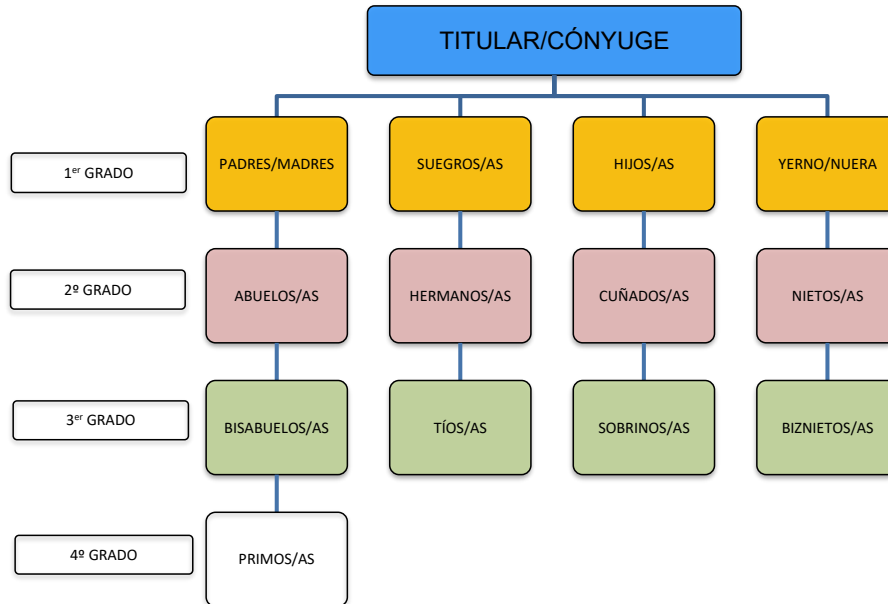 TITULAR/CÓNYUGE
1er GRADO
PADRES/MADRES
SUEGROS/AS
HIJOS/AS
YERNO/NUERA
2º GRADO
ABUELOS/AS
HERMANOS/AS
CUÑADOS/AS
NIETOS/AS
3er GRADO
BISABUELOS/AS
TÍOS/AS
SOBRINOS/AS
BIZNIETOS/AS
4º GRADO
PRIMOS/AS